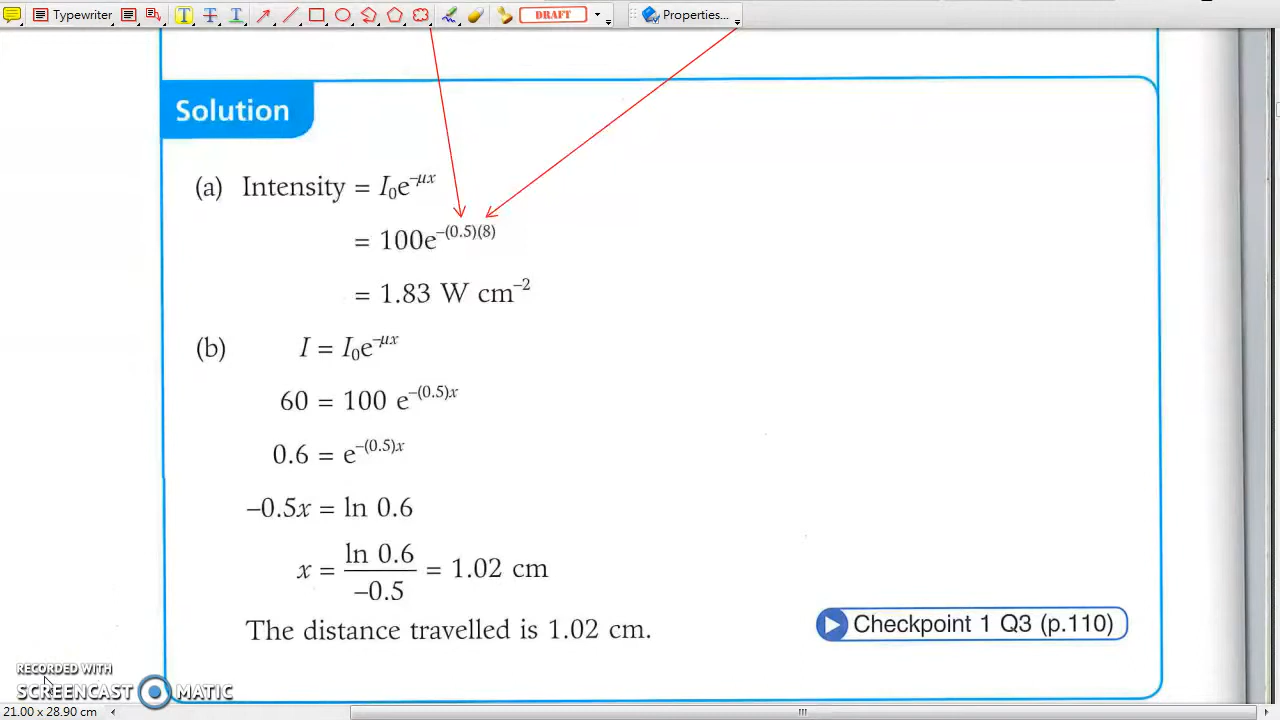 Typewriter T T T DRAFT Properties...
Solution
(a) Intensity = I₀e^–μx
= 100e^–(0.5)(8)
= 1.83 W cm⁻²
(b) I = I₀e^–μx
60 = 100 e^–(0.5)x
0.6 = e^–(0.5)x
–0.5x = ln 0.6
x = ln 0.6 / –0.5 = 1.02 cm
The distance travelled is 1.02 cm.
Checkpoint 1 Q3 (p.110)
RECORDED WITH
SCREENCAST MATIC
21.00 x 28.90 cm